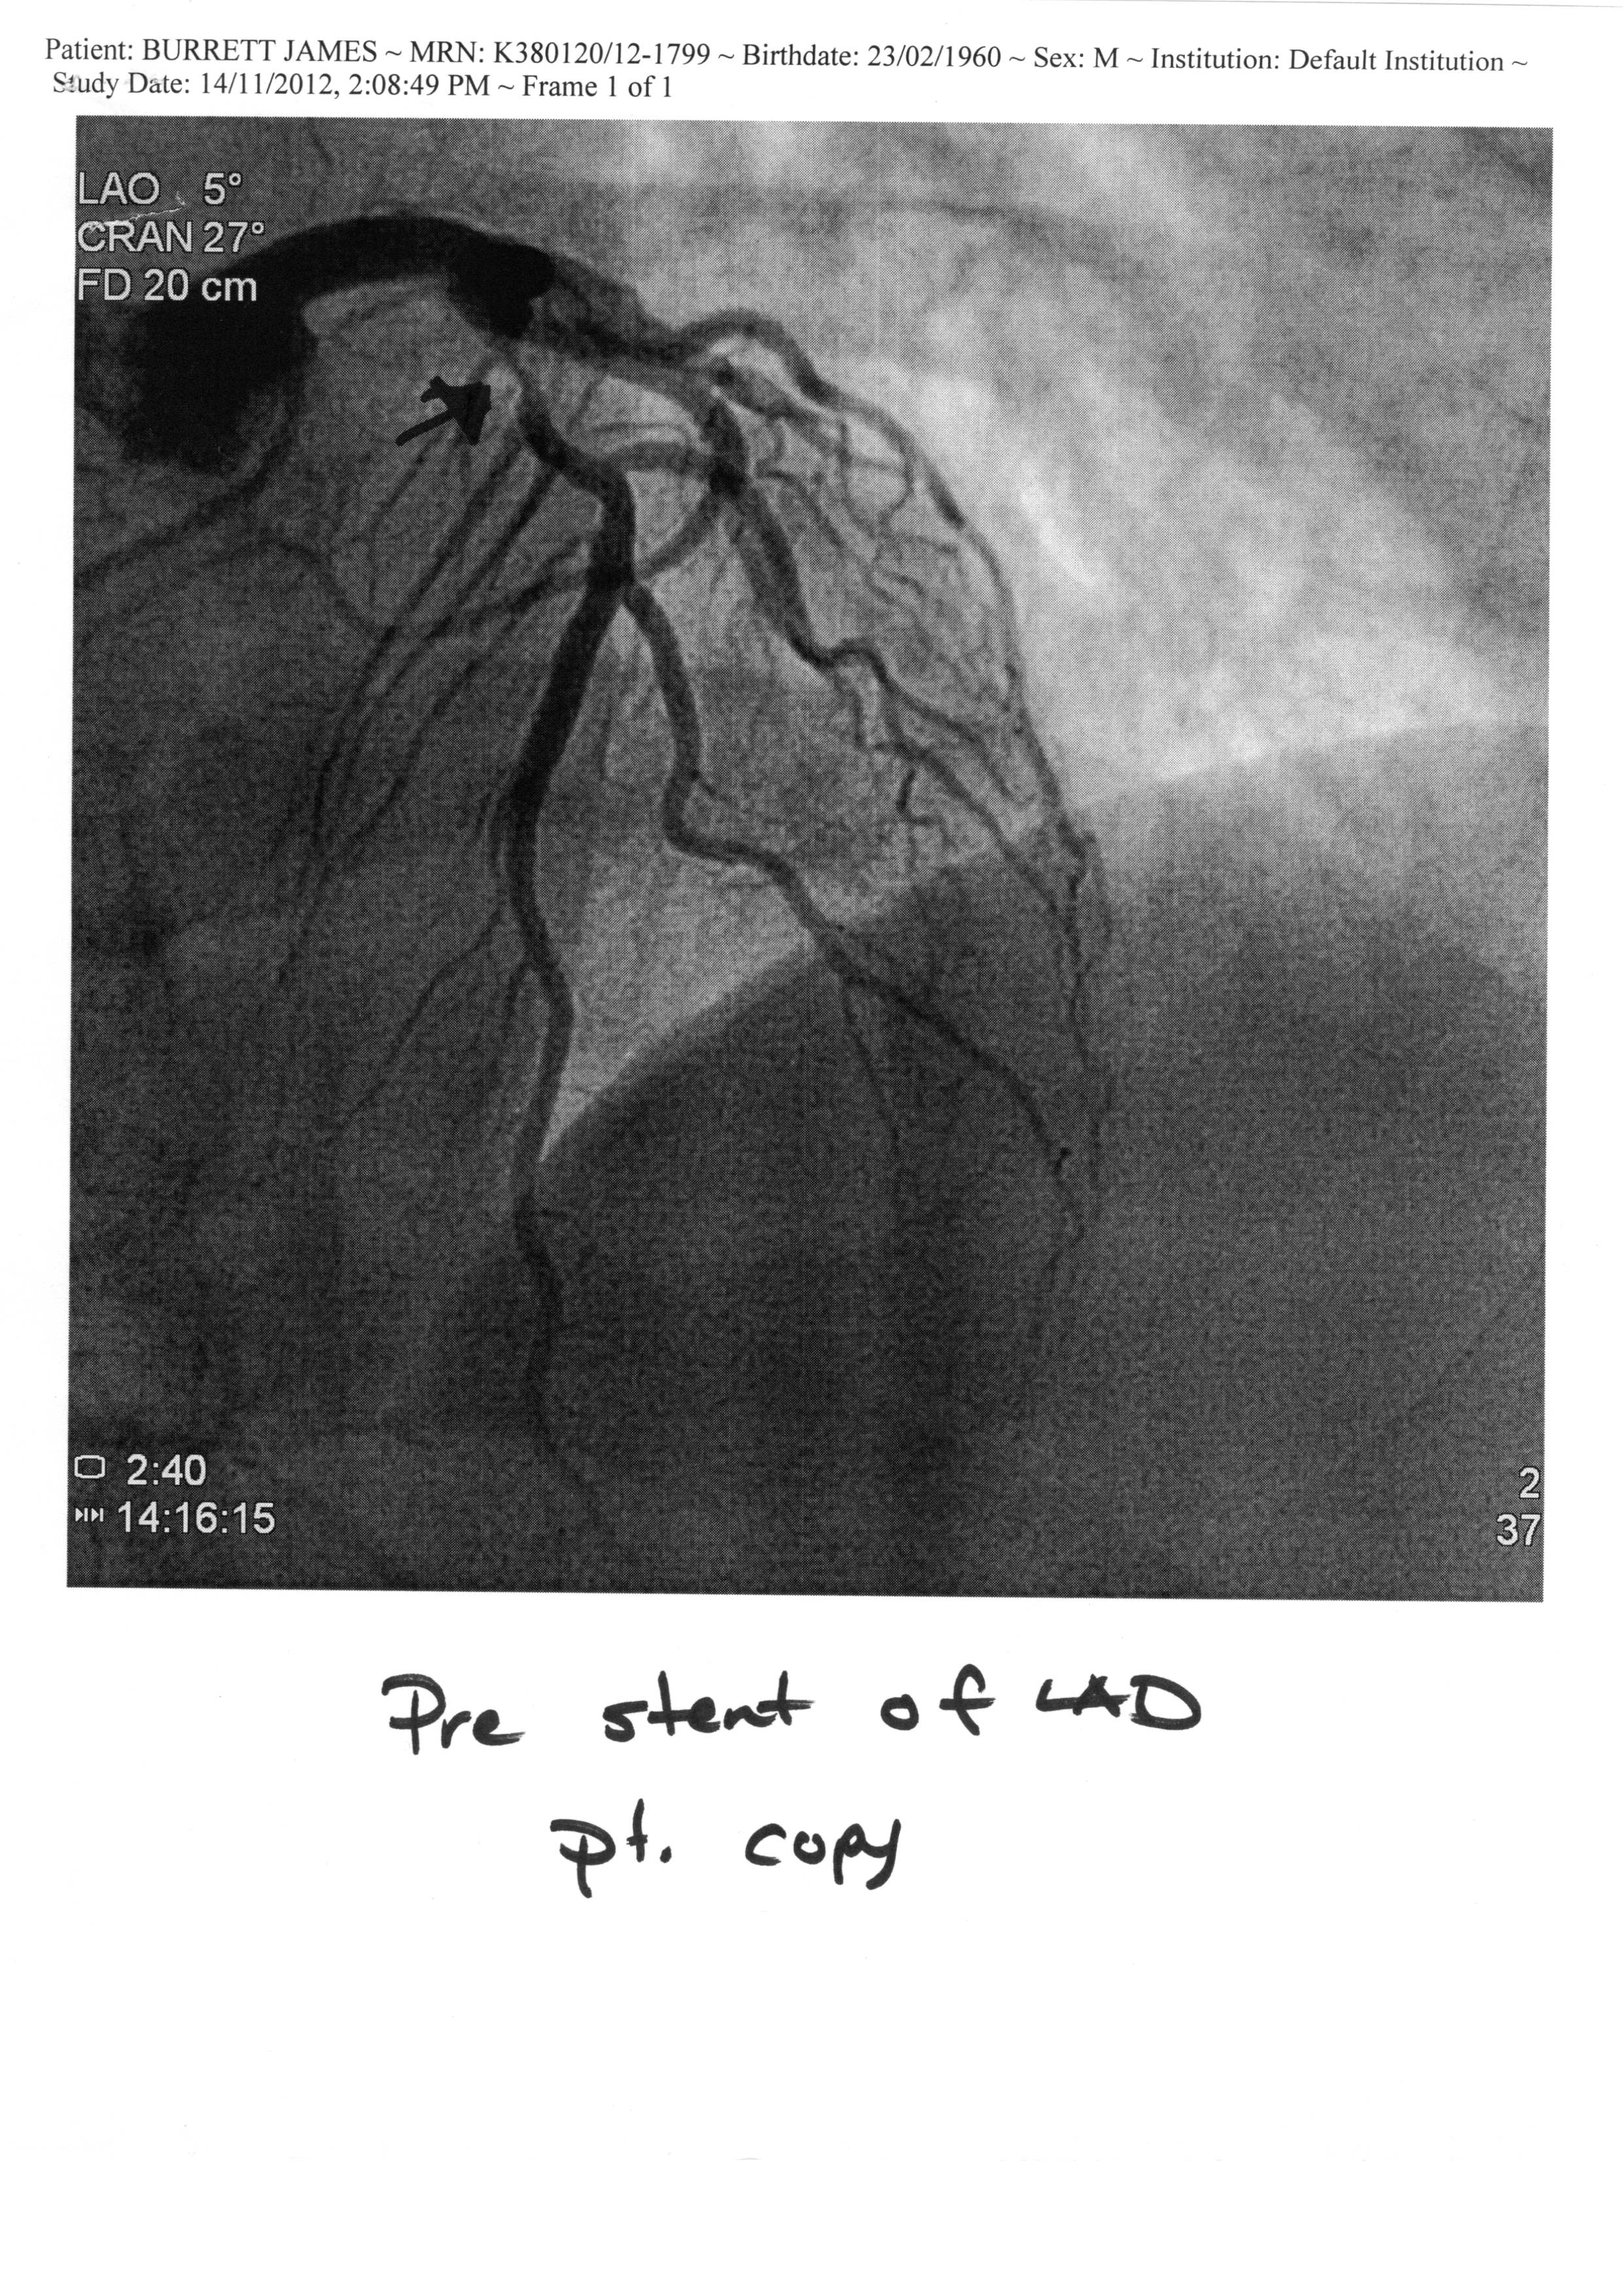 Patient: BURRETT JAMES ~ MRN: K380120/12-1799 ~ Birthdate: 23/02/1960 ~ Sex: M ~ Institution: Default Institution ~
Study Date: 14/11/2012, 2:08:49 PM ~ Frame 1 of 1
LAO 5°
CRAN 27°
FD 20 cm
2:40
14:16:15
2
37
Pre stent of LAD
pt. copy